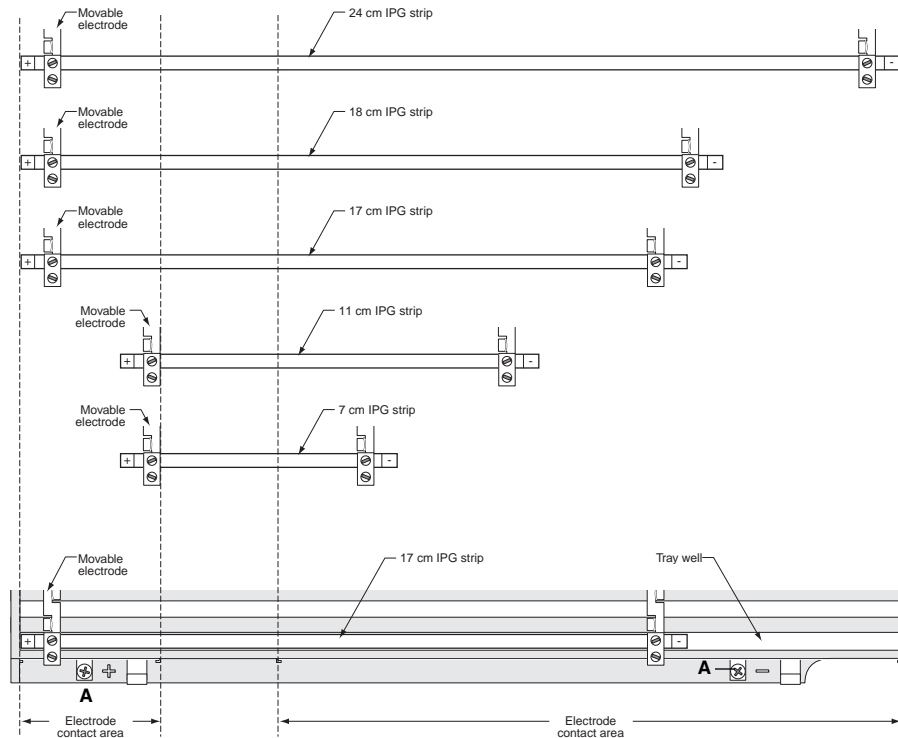 Movable
electrode
24 cm IPG strip
+
-
Movable
electrode
18 cm IPG strip
+
-
Movable
electrode
17 cm IPG strip
+
-
Movable
electrode
11 cm IPG strip
+
-
Movable
electrode
7 cm IPG strip
+
-
Movable
electrode
17 cm IPG strip
Tray well
+
-
+
A
-
A
Electrode
contact area
Electrode
contact area